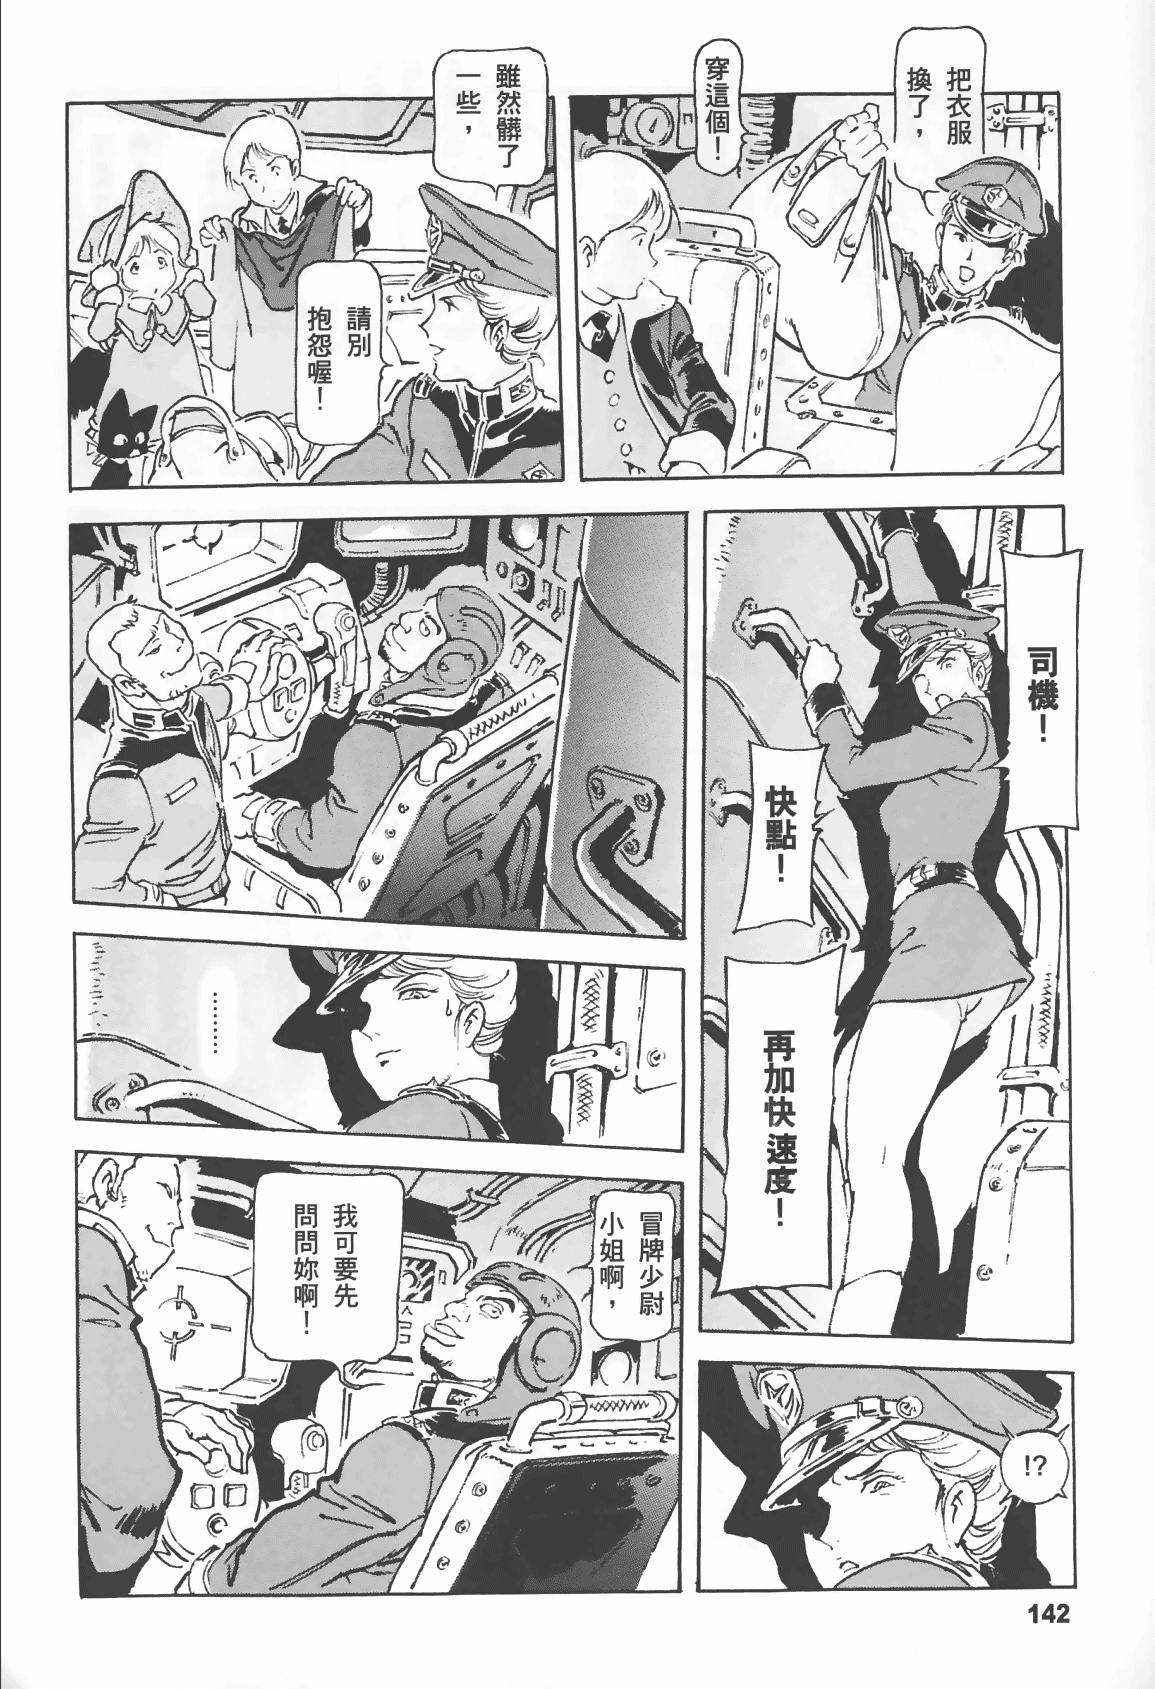 把衣服
換了，
穿這個！
雖然髒了
一些，
請別
抱怨喔！
司機！
快點！
再加快速度！
!?
………
冒牌少尉
小姐啊，
我可要先
問問妳啊！
142